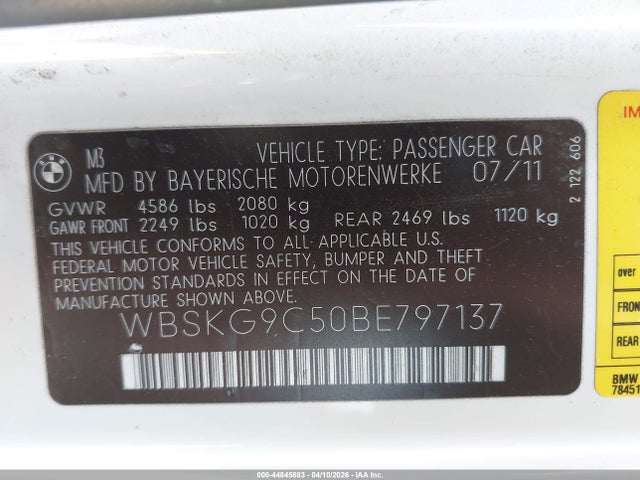 M3 VEHICLE TYPE: PASSENGER CAR
MFD BY BAYERISCHE MOTORENWERKE 07/11
GVWR 4586 lbs 2080 kg
GAWR FRONT 2249 lbs 1020 kg REAR 2469 lbs 1120 kg
THIS VEHICLE CONFORMS TO ALL APPLICABLE U.S.
FEDERAL MOTOR VEHICLE SAFETY, BUMPER AND THEFT
PREVENTION STANDARDS IN EFFECT ON THE DATE OF
MANUFACTURE SHOWN ABOVE.
WBSKG9C50BE797137
2 122 606
IM
over
FRON
REAR
BMW
78451
000-44845883 - 04/10/2026 - IAA, Inc.